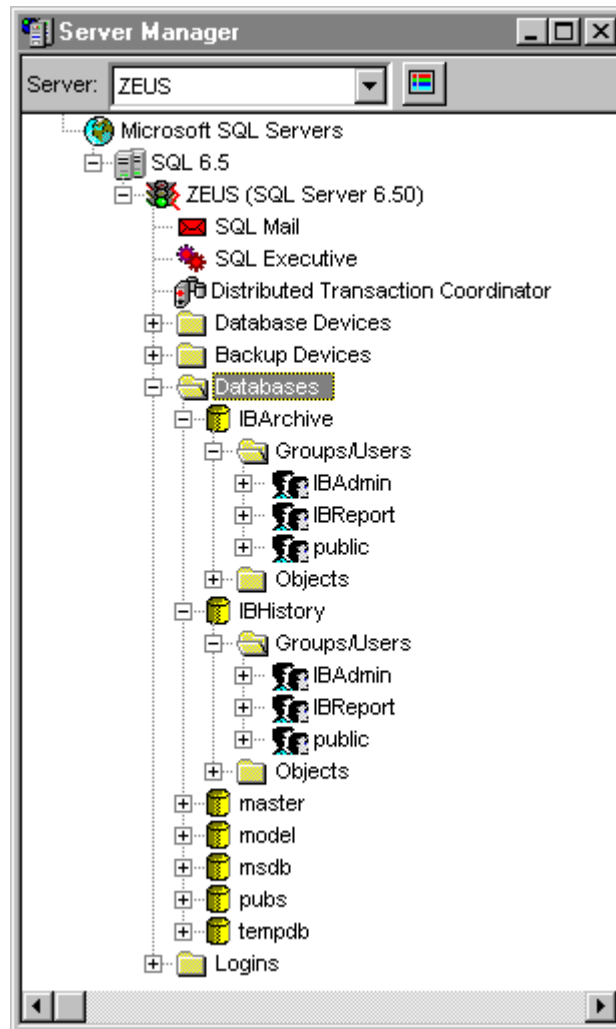 Server Manager
Server: ZEUS
Microsoft SQL Servers
SQL 6.5
ZEUS (SQL Server 6.50)
SQL Mail
SQL Executive
Distributed Transaction Coordinator
Database Devices
Backup Devices
Databases
IBArchive
Groups/Users
IBAdmin
IBReport
public
Objects
IBHistory
Groups/Users
IBAdmin
IBReport
public
Objects
master
model
msdb
pubs
tempdb
Logins